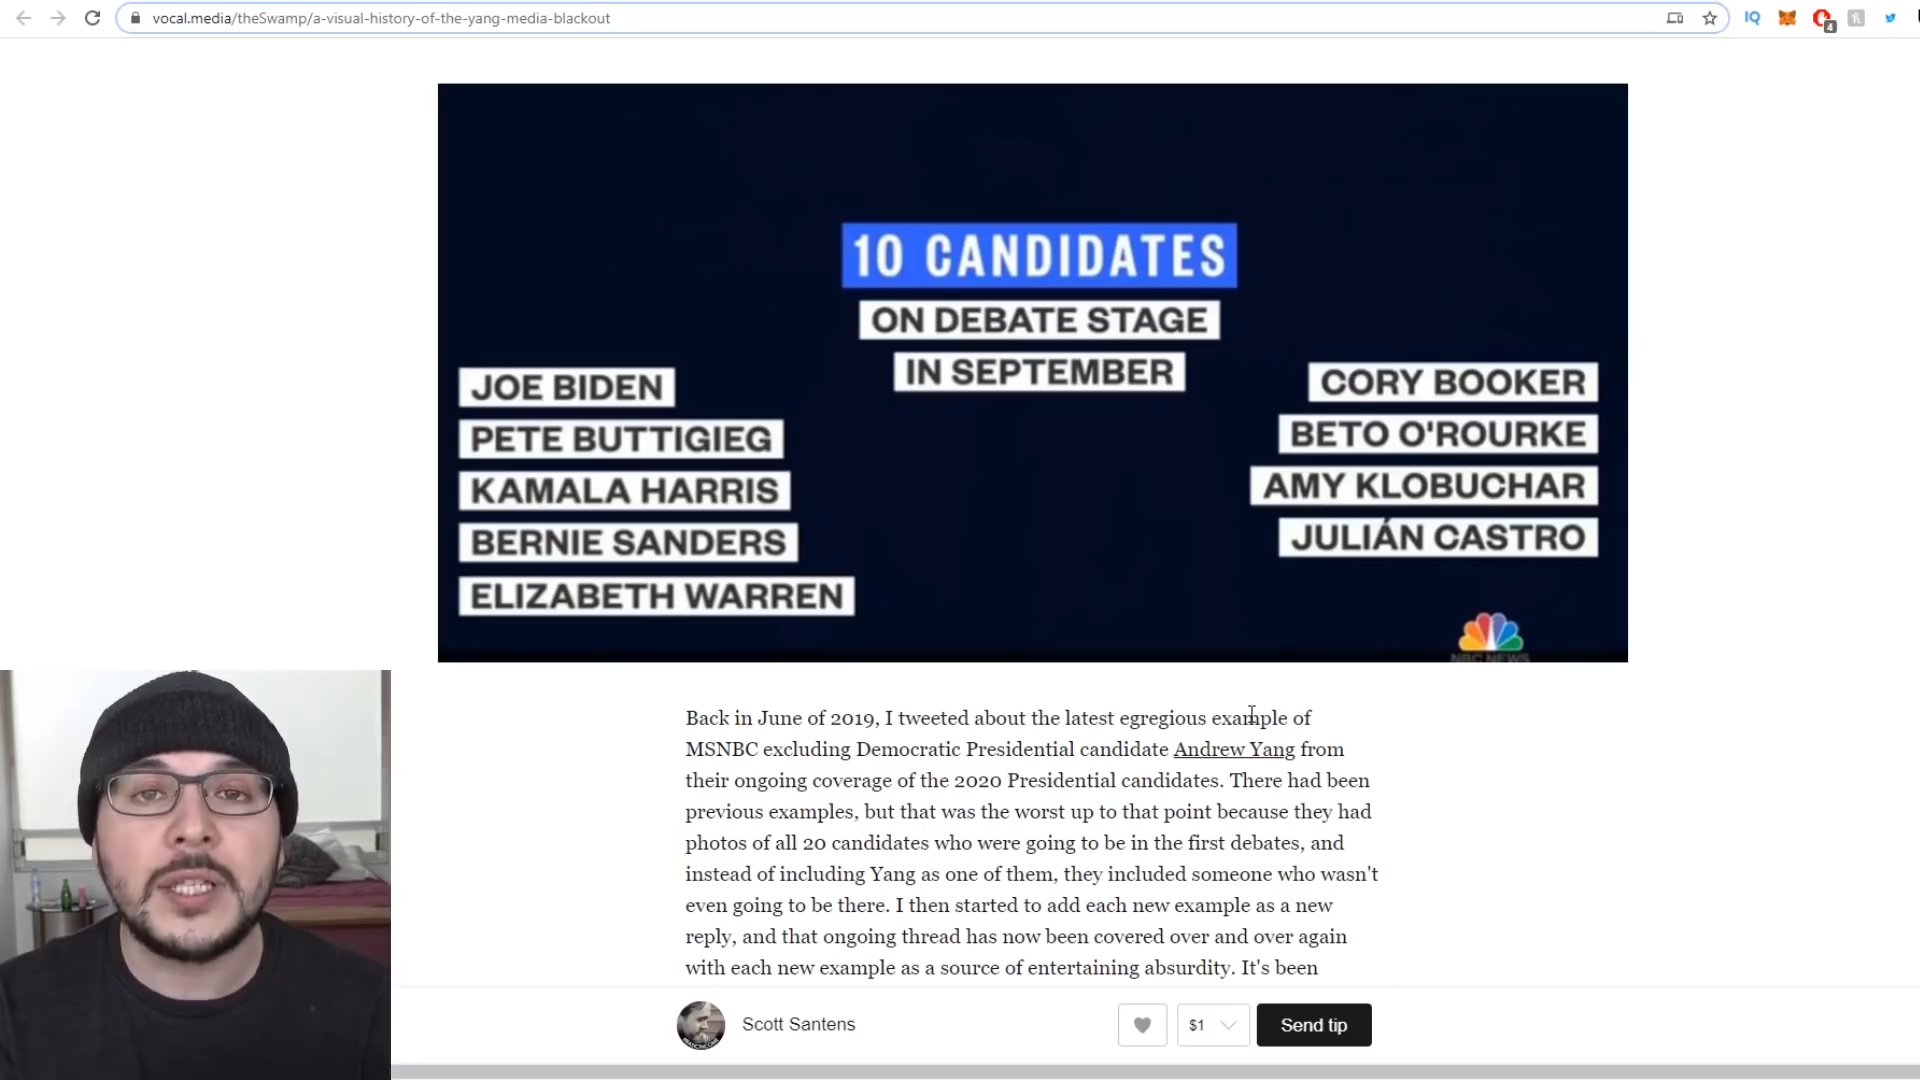 vocal.media/theSwamp/a-visual-history-of-the-yang-media-blackout
IQ
4
10 CANDIDATES
ON DEBATE STAGE
IN SEPTEMBER
JOE BIDEN
PETE BUTTIGIEG
KAMALA HARRIS
BERNIE SANDERS
ELIZABETH WARREN
CORY BOOKER
BETO O'ROURKE
AMY KLOBUCHAR
JULIÁN CASTRO
NBC NEWS
Back in June of 2019, I tweeted about the latest egregious example of
MSNBC excluding Democratic Presidential candidate Andrew Yang from
their ongoing coverage of the 2020 Presidential candidates. There had been
previous examples, but that was the worst up to that point because they had
photos of all 20 candidates who were going to be in the first debates, and
instead of including Yang as one of them, they included someone who wasn't
even going to be there. I then started to add each new example as a new
reply, and that ongoing thread has now been covered over and over again
with each new example as a source of entertaining absurdity. It's been
Scott Santens
$1
Send tip